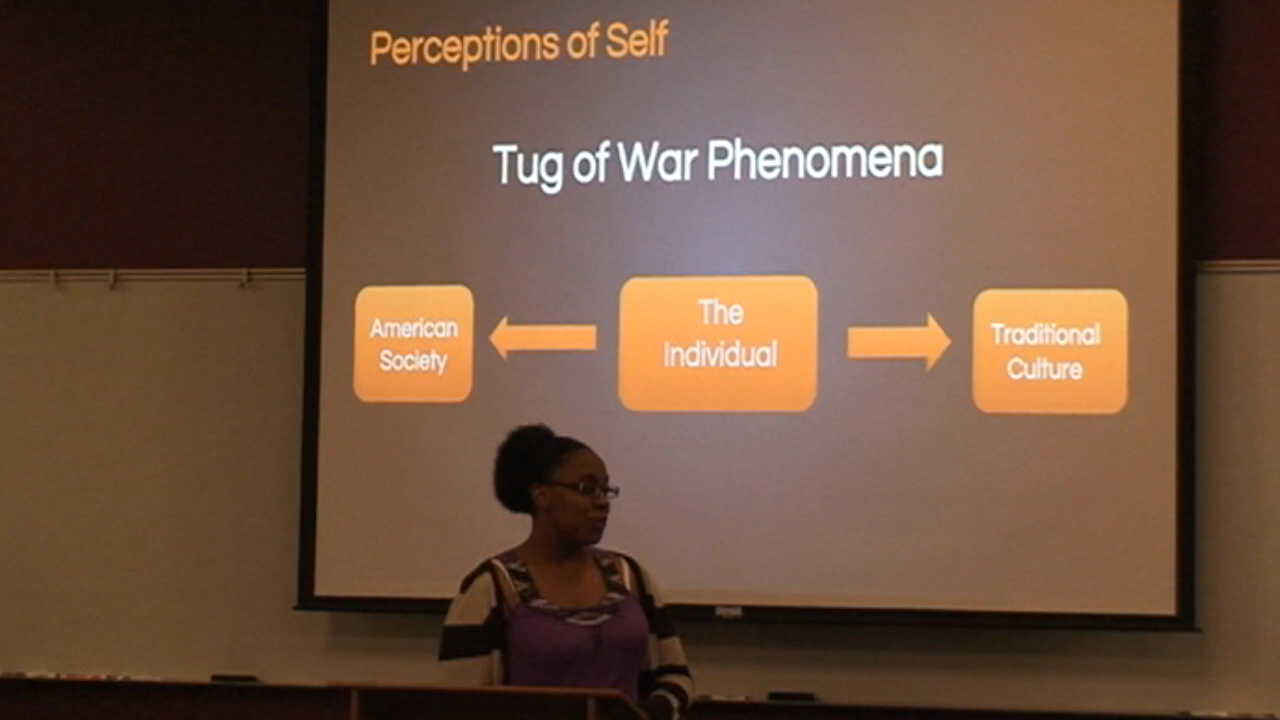 Perceptions of Self
Tug of War Phenomena
American
Society
The
Individual
Traditional
Culture